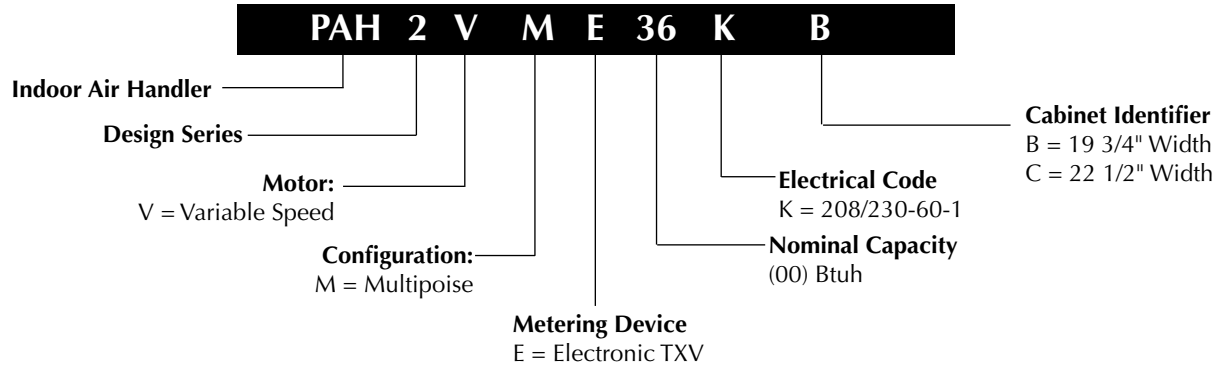 PAH 2 V M E 36 K B
Indoor Air Handler
Design Series
Motor:
V = Variable Speed
Configuration:
M = Multipoise
Metering Device
E = Electronic TXV
Nominal Capacity
(00) Btuh
Electrical Code
K = 208/230-60-1
Cabinet Identifier
B = 19 3/4" Width
C = 22 1/2" Width